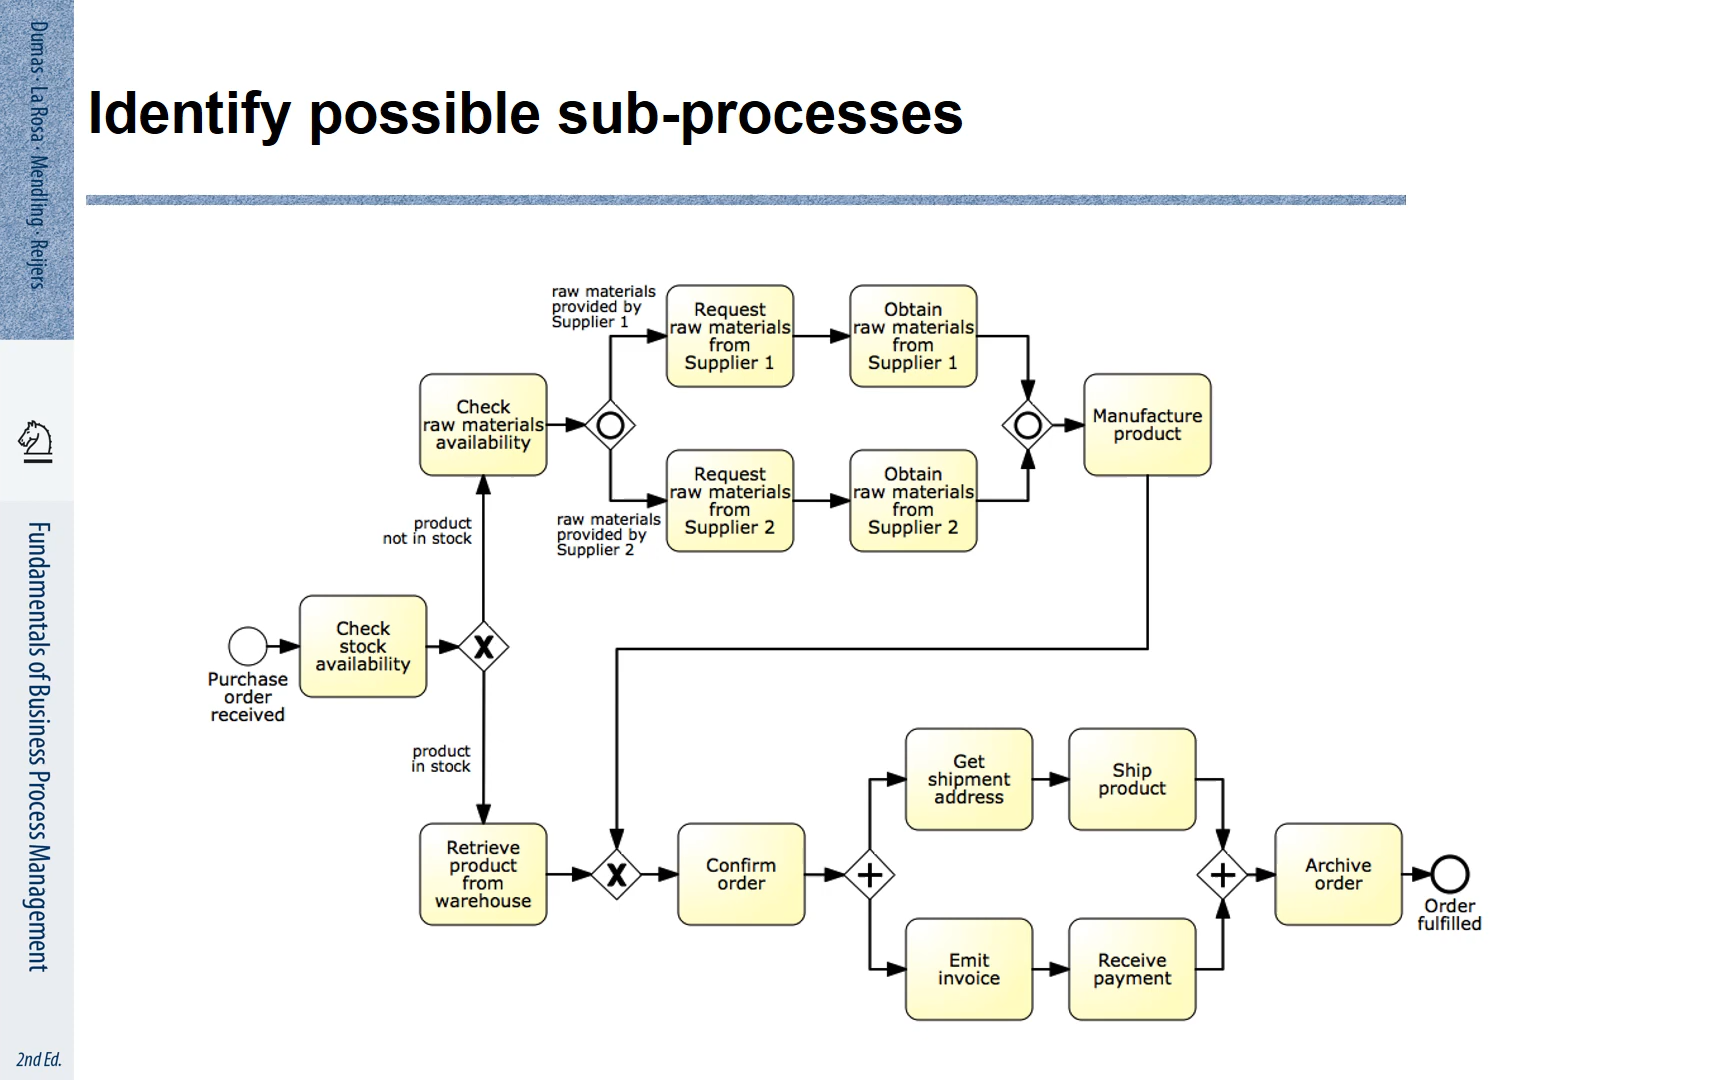 Dumas · La Rosa · Mendling · Reijers
Fundamentals of Business Process Management
2nd Ed.
Identify possible sub-processes
raw materials
provided by
Supplier 1
Request
raw materials
from
Supplier 1
Obtain
raw materials
from
Supplier 1
Check
raw materials
availability
Manufacture
product
raw materials
provided by
Supplier 2
Request
raw materials
from
Supplier 2
Obtain
raw materials
from
Supplier 2
product
not in stock
Purchase
order
received
Check
stock
availability
X
product
in stock
Retrieve
product
from
warehouse
X
Confirm
order
+
Get
shipment
address
Ship
product
Emit
invoice
Receive
payment
+
Archive
order
Order
fulfilled